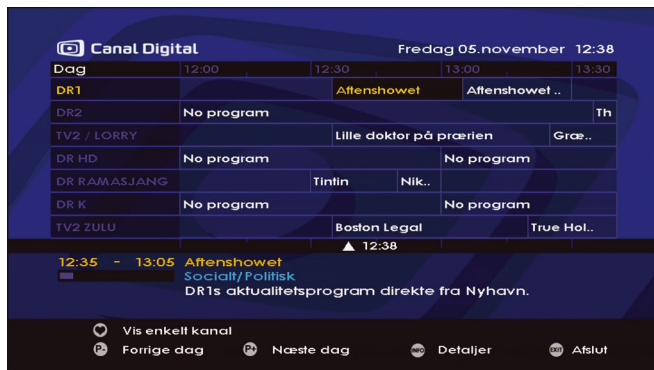 Canal Digital Fredag 05.november 12:38
Dag 12:00 12:30 13:00 13:30
DR1 Aftenshowet Aftenshowet ..
DR2 No program Th
TV2 / LORRY Lille doktor på prærien Græ..
DR HD No program No program
DR RAMASJANG Tintin Nik..
DR K No program No program
TV2 ZULU Boston Legal True Hol..
12:38
12:35 - 13:05 Aftenshowet
Socialt/Politisk
DR1s aktualitetsprogram direkte fra Nyhavn.
Vis enkelt kanal
P- Forrige dag P+ Næste dag INFO Detaljer EXIT Afslut